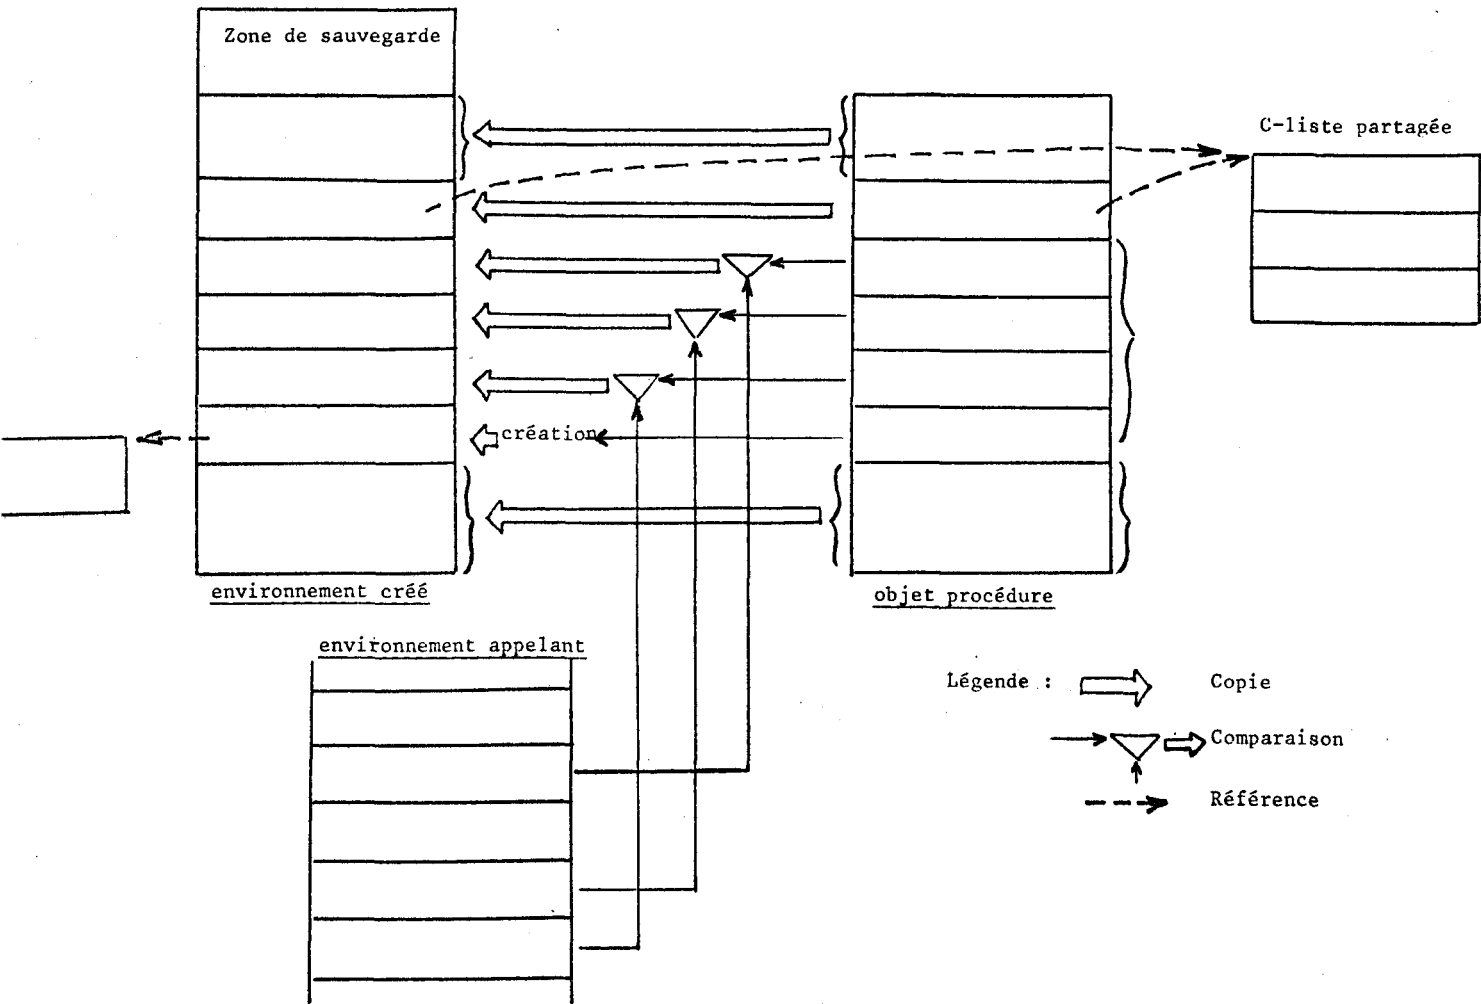 Zone de sauvegarde
C-liste partagée
création
environnement créé
objet procédure
environnement appelant
Légende : Copie
Comparaison
Référence